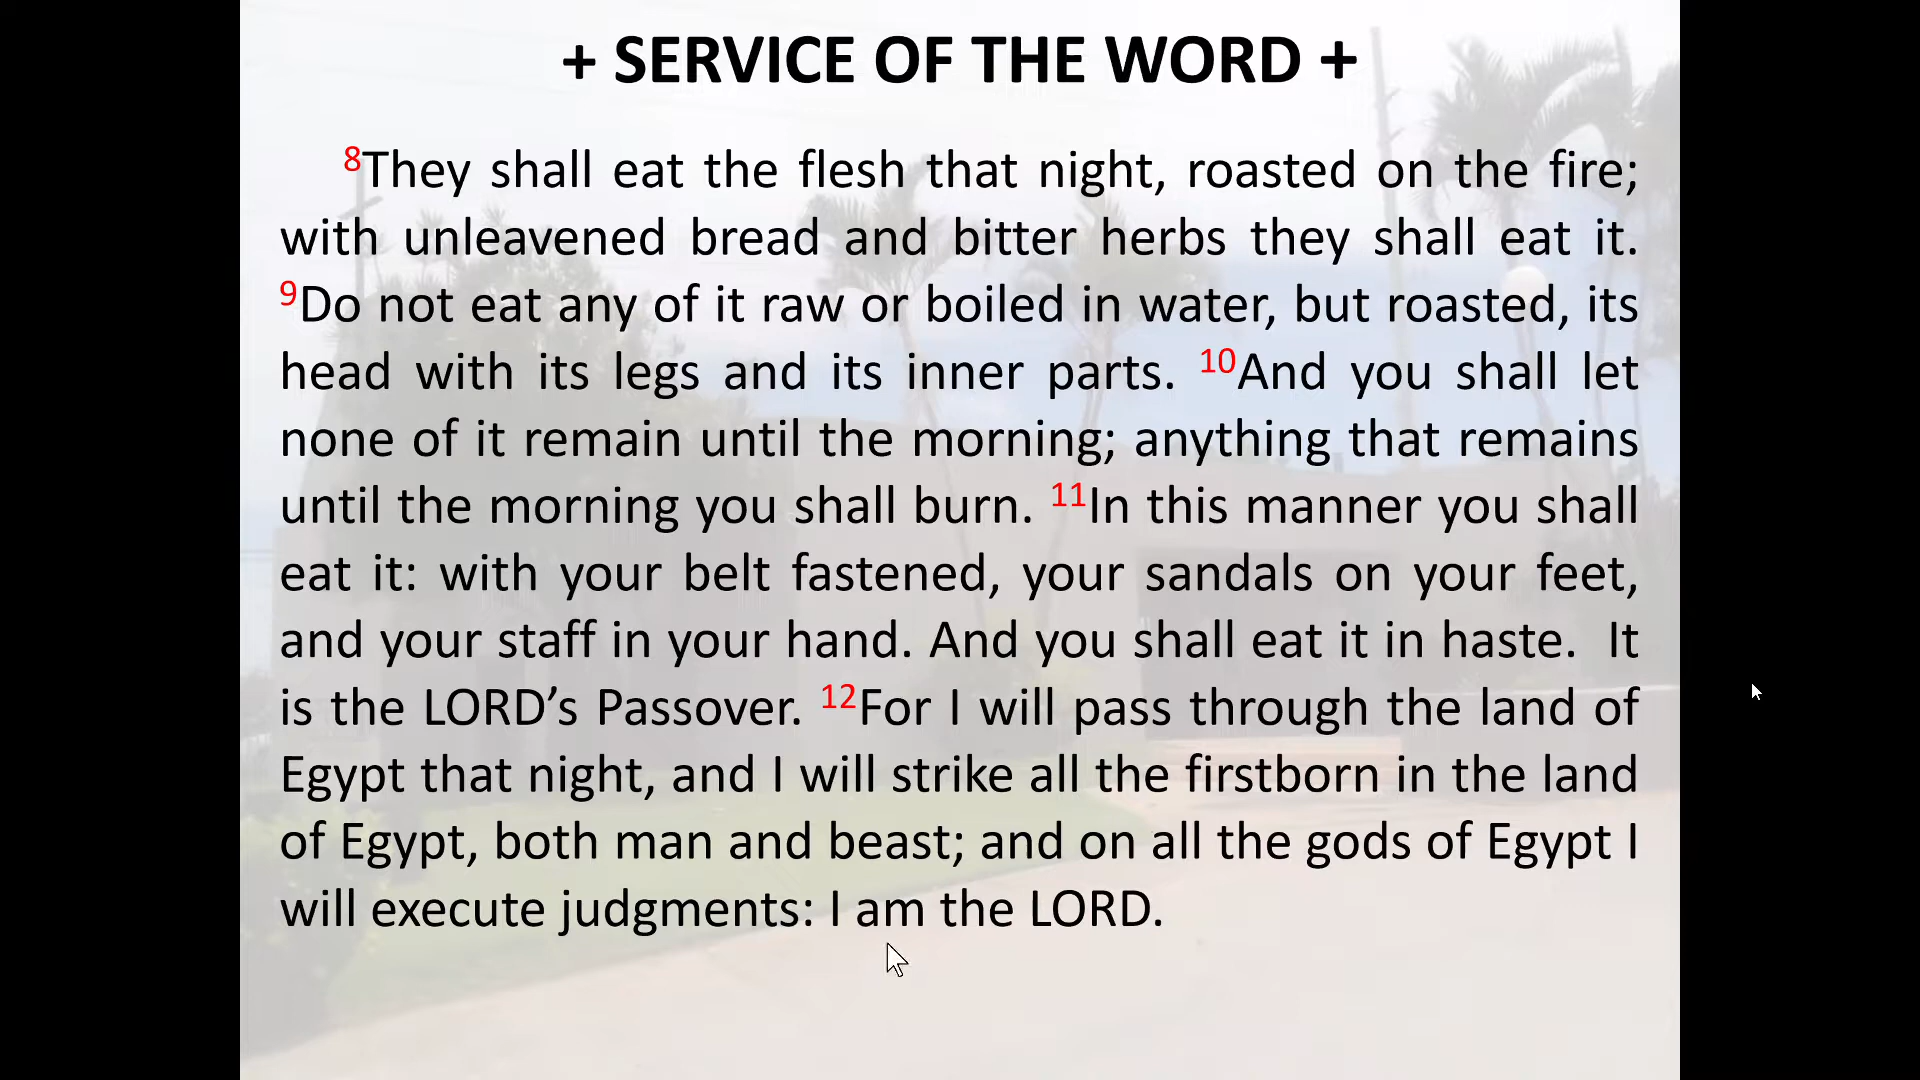 + SERVICE OF THE WORD +
8They shall eat the flesh that night, roasted on the fire;
with unleavened bread and bitter herbs they shall eat it.
9Do not eat any of it raw or boiled in water, but roasted, its
head with its legs and its inner parts. 10And you shall let
none of it remain until the morning; anything that remains
until the morning you shall burn. 11In this manner you shall
eat it: with your belt fastened, your sandals on your feet,
and your staff in your hand. And you shall eat it in haste.  It
is the LORD’s Passover. 12For I will pass through the land of
Egypt that night, and I will strike all the firstborn in the land
of Egypt, both man and beast; and on all the gods of Egypt I
will execute judgments: I am the LORD.